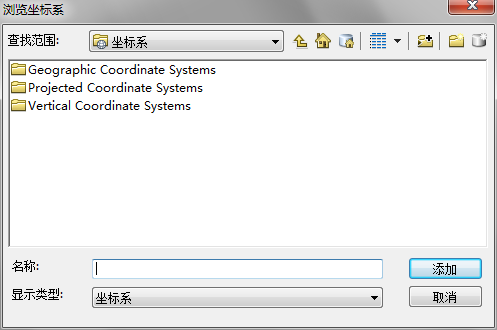 浏览坐标系
查找范围: 坐标系
Geographic Coordinate Systems
Projected Coordinate Systems
Vertical Coordinate Systems
名称: 添加
显示类型: 坐标系 取消